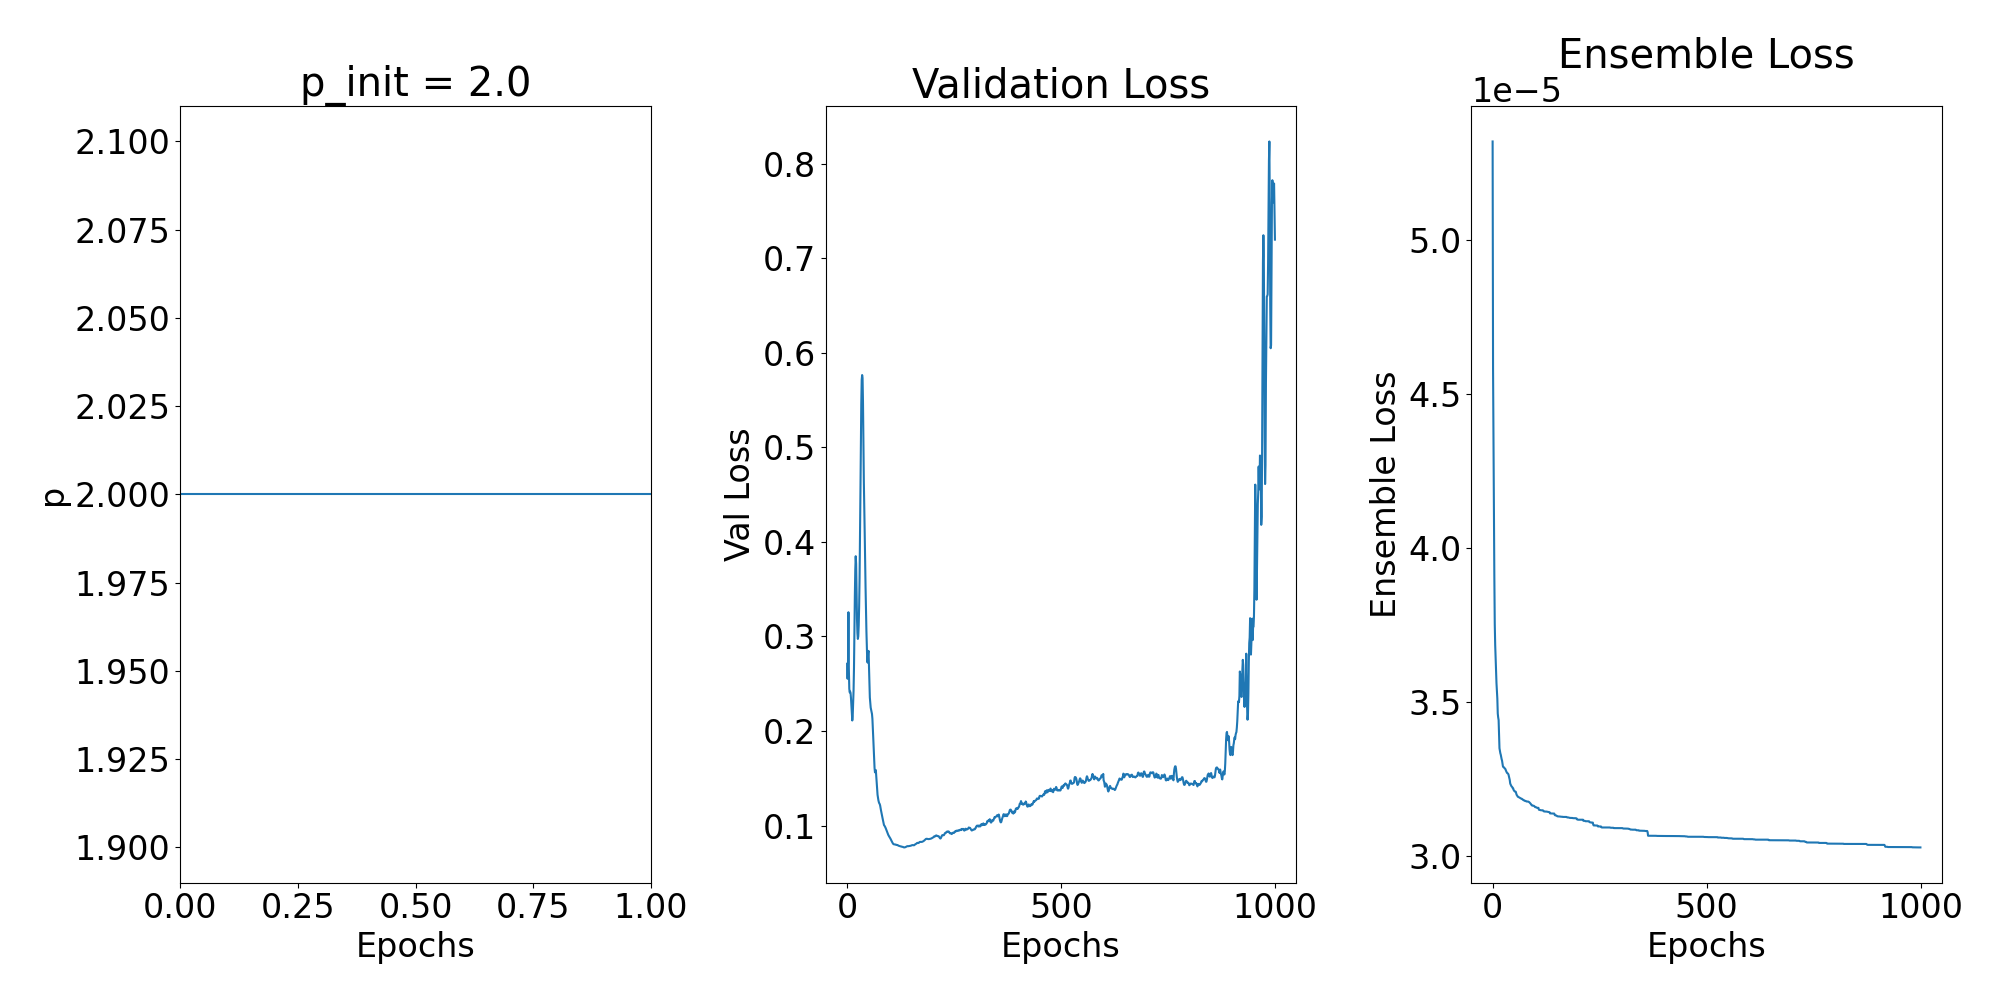 p_init = 2.0
2.100
2.075
2.050
2.025
2.000
1.975
1.950
1.925
1.900
p
0.00 0.25 0.50 0.75 1.00
Epochs
Validation Loss
0.8
0.7
0.6
0.5
0.4
0.3
0.2
0.1
Val Loss
0 500 1000
Epochs
Ensemble Loss
1e−5
5.0
4.5
4.0
3.5
3.0
Ensemble Loss
0 500 1000
Epochs